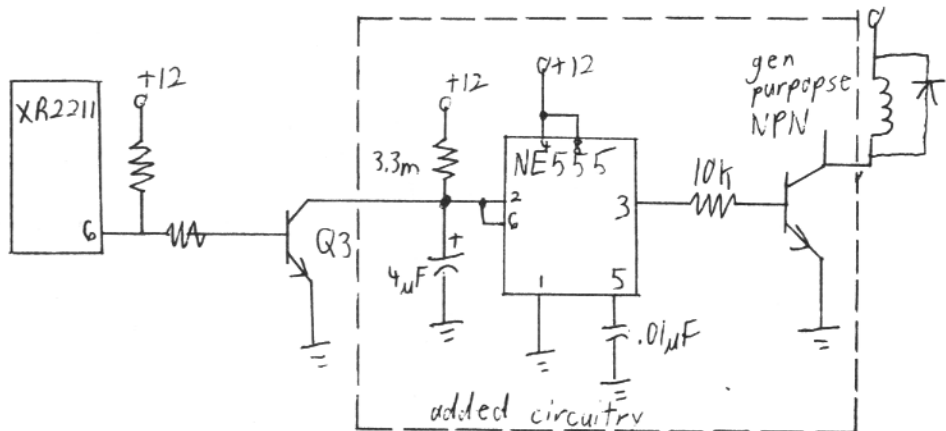 XR2211
6
+12
Q3
+12
3.3m
+
4μF
+12
4 8
NE555
2
6
3
1
5
.01μF
10k
gen
purpopse
NPN
added circuitry